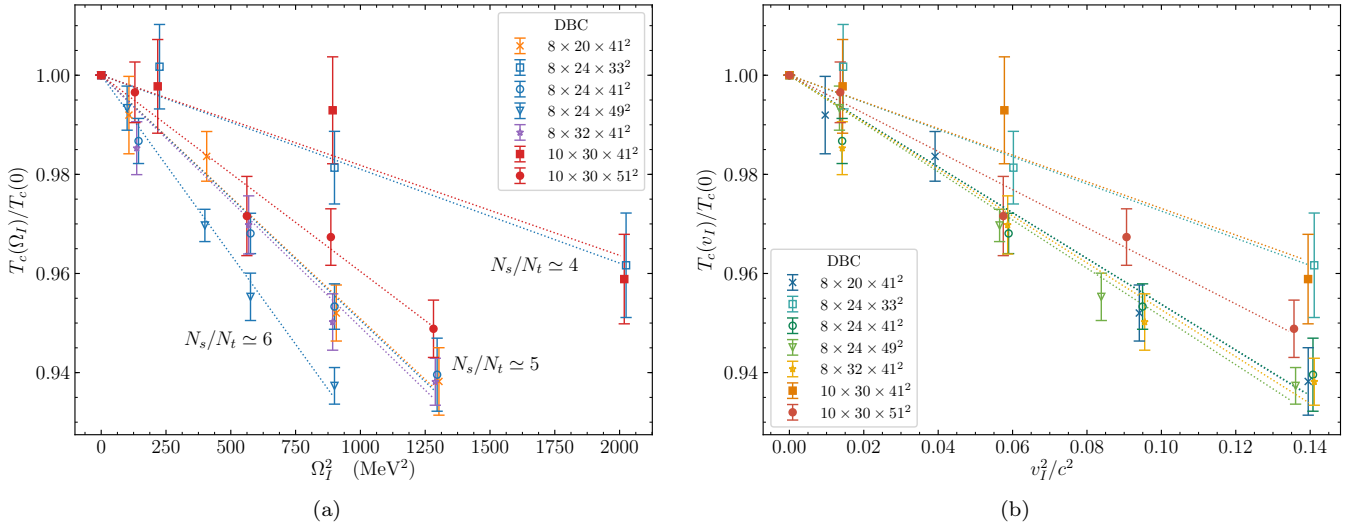 DBC
8 × 20 × 41²
8 × 24 × 33²
8 × 24 × 41²
8 × 24 × 49²
8 × 32 × 41²
10 × 30 × 41²
10 × 30 × 51²
N_s/N_t ≃ 4
N_s/N_t ≃ 6
N_s/N_t ≃ 5
T_c(Ω_I)/T_c(0)
1.00
0.98
0.96
0.94
0
250
500
750
1000
1250
1500
1750
2000
Ω_I² (MeV²)
(a)
DBC
8 × 20 × 41²
8 × 24 × 33²
8 × 24 × 41²
8 × 24 × 49²
8 × 32 × 41²
10 × 30 × 41²
10 × 30 × 51²
T_c(v_I)/T_c(0)
1.00
0.98
0.96
0.94
0.00
0.02
0.04
0.06
0.08
0.10
0.12
0.14
v_I²/c²
(b)